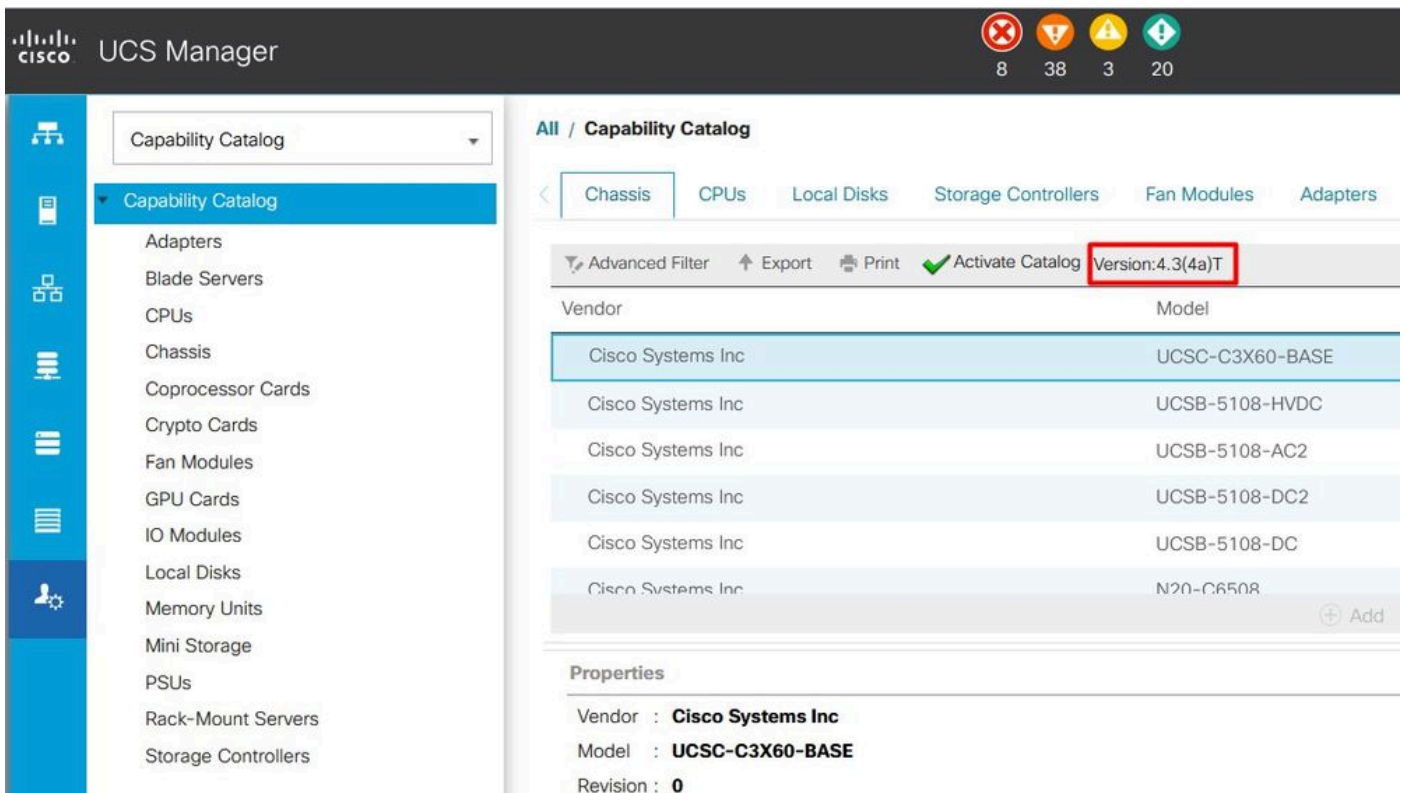 CISCO UCS Manager
8 38 3 20
Capability Catalog
Capability Catalog
Adapters
Blade Servers
CPUs
Chassis
Coprocessor Cards
Crypto Cards
Fan Modules
GPU Cards
IO Modules
Local Disks
Memory Units
Mini Storage
PSUs
Rack-Mount Servers
Storage Controllers
All / Capability Catalog
Chassis CPUs Local Disks Storage Controllers Fan Modules Adapters
Advanced Filter Export Print Activate Catalog Version:4.3(4a)T
Vendor Model
Cisco Systems Inc UCSC-C3X60-BASE
Cisco Systems Inc UCSB-5108-HVDC
Cisco Systems Inc UCSB-5108-AC2
Cisco Systems Inc UCSB-5108-DC2
Cisco Systems Inc UCSB-5108-DC
Cisco Systems Inc N20-C6508
Add
Properties
Vendor : Cisco Systems Inc
Model : UCSC-C3X60-BASE
Revision : 0